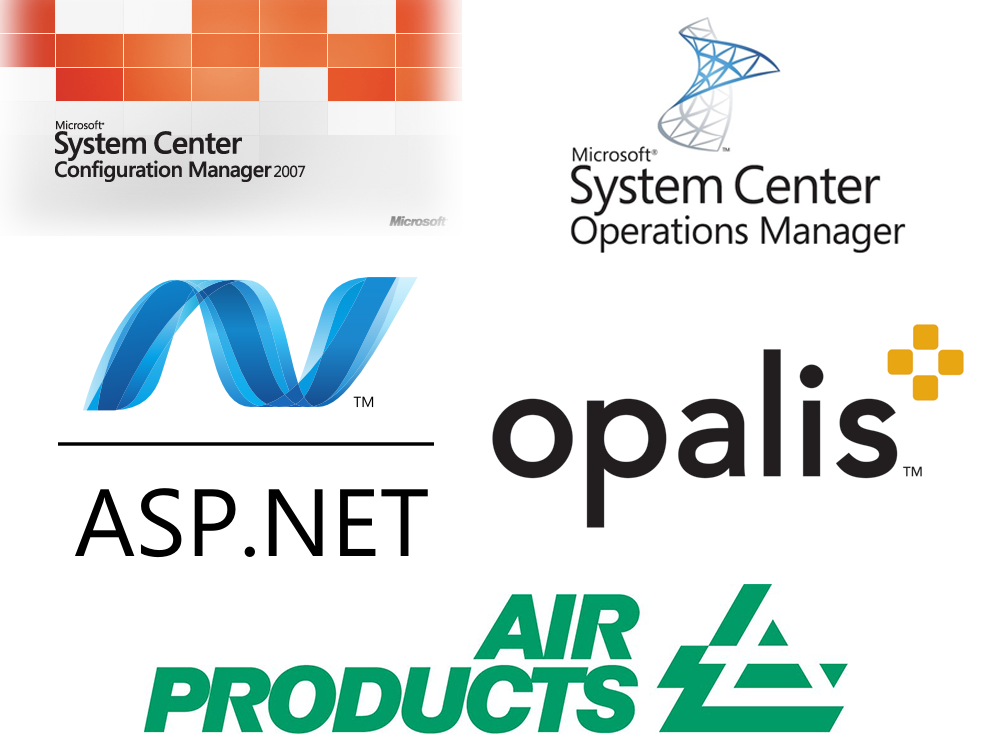 Microsoft®
System Center
Configuration Manager 2007
Microsoft
Microsoft®
System Center
Operations Manager
TM
TM
ASP.NET
opalis
TM
AIR
PRODUCTS